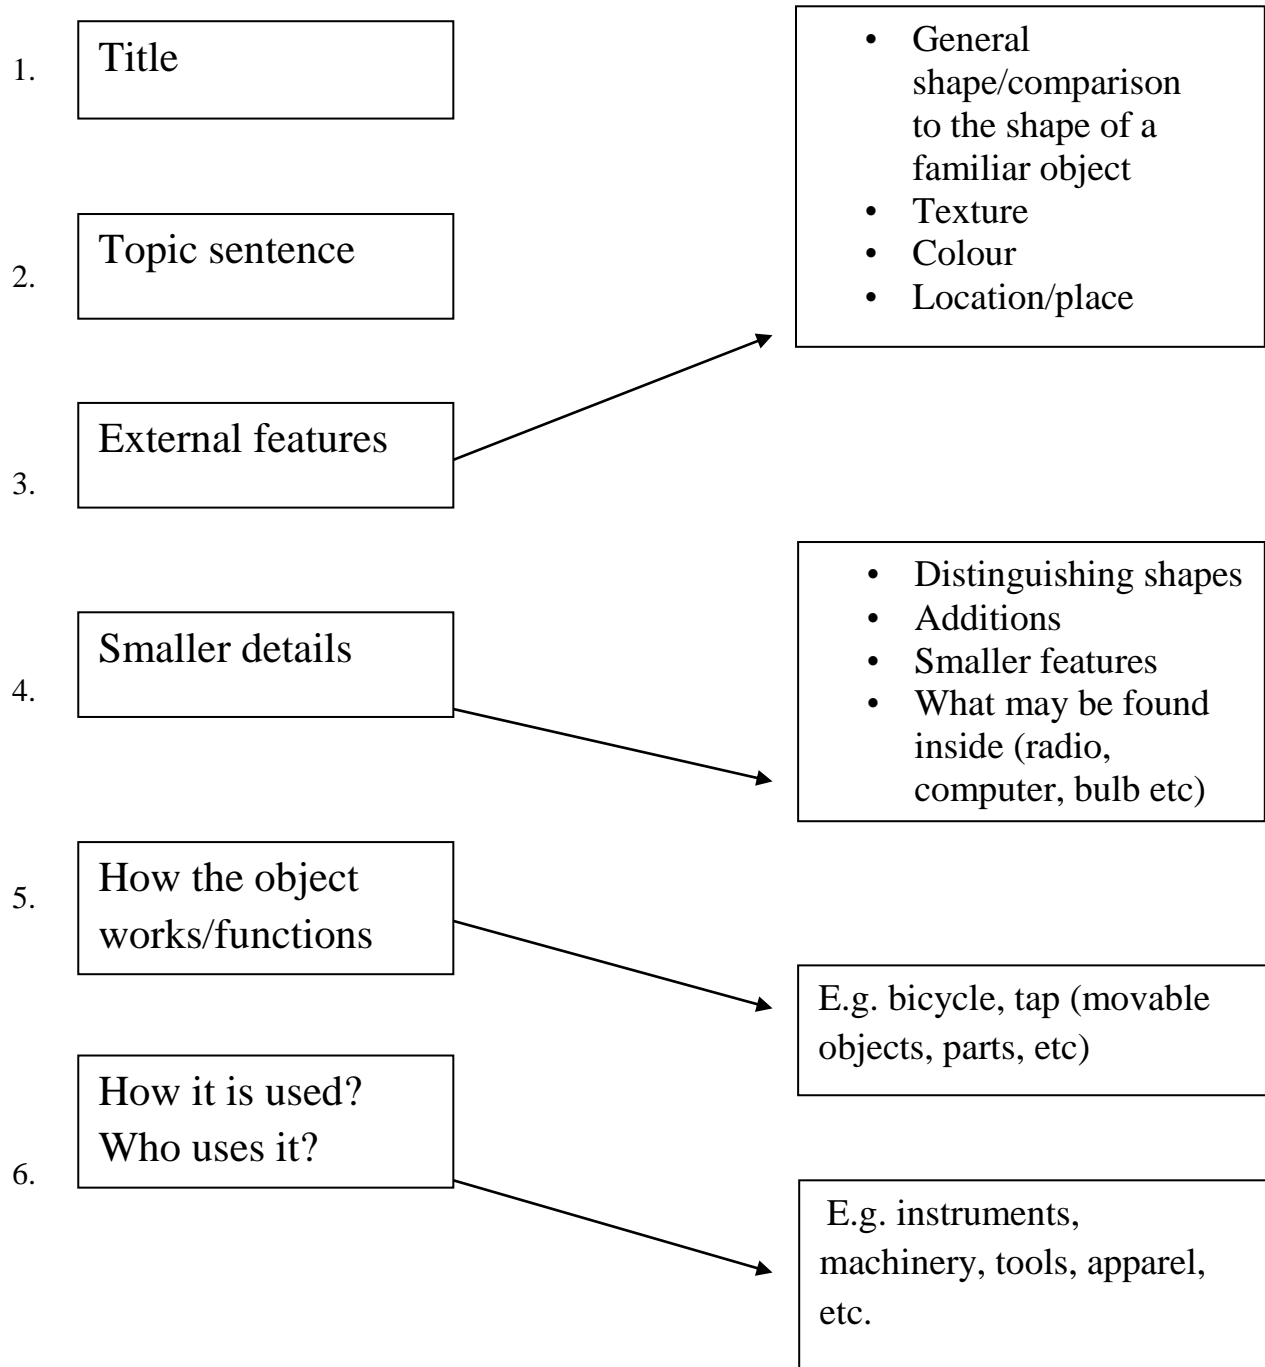 1.
Title
2.
Topic sentence
3.
External features
• General
shape/comparison
to the shape of a
familiar object
• Texture
• Colour
• Location/place
4.
Smaller details
• Distinguishing shapes
• Additions
• Smaller features
• What may be found
inside (radio,
computer, bulb etc)
5.
How the object
works/functions
E.g. bicycle, tap (movable
objects, parts, etc)
6.
How it is used?
Who uses it?
E.g. instruments,
machinery, tools, apparel,
etc.